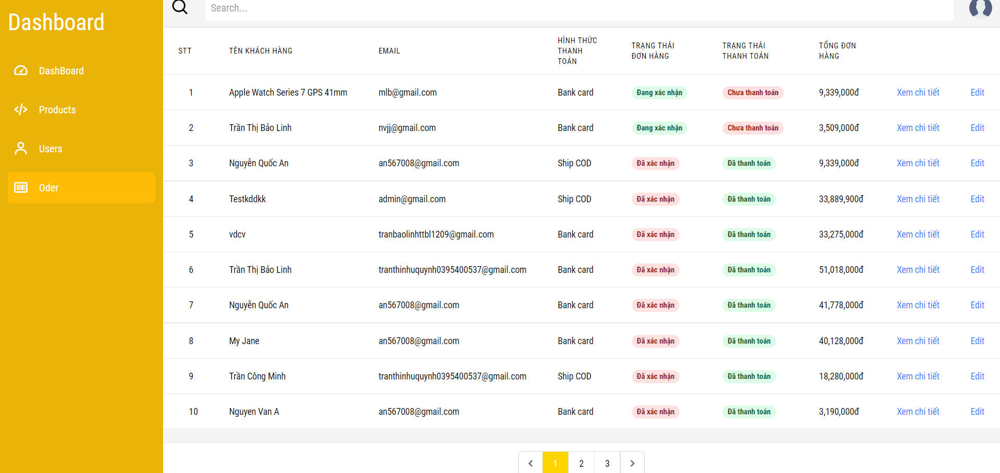 Dashboard
DashBoard
Products
Users
Oder
Search...
STT TÊN KHÁCH HÀNG EMAIL HÌNH THỨC THANH TOÁN TRẠNG THÁI ĐƠN HÀNG TRẠNG THÁI THANH TOÁN TỔNG ĐƠN HÀNG
1 Apple Watch Series 7 GPS 41mm mlb@gmail.com Bank card Đang xác nhận Chưa thanh toán 9,339,000đ Xem chi tiết Edit
2 Trần Thị Bảo Linh nvjj@gmail.com Bank card Đang xác nhận Chưa thanh toán 3,509,000đ Xem chi tiết Edit
3 Nguyễn Quốc An an567008@gmail.com Ship COD Đã xác nhận Đã thanh toán 9,339,000đ Xem chi tiết Edit
4 Testkddkk admin@gmail.com Ship COD Đã xác nhận Đã thanh toán 33,889,900đ Xem chi tiết Edit
5 vdcv tranbaolinhttbl1209@gmail.com Bank card Đã xác nhận Đã thanh toán 33,275,000đ Xem chi tiết Edit
6 Trần Thị Bảo Linh tranthinhuquynh0395400537@gmail.com Bank card Đã xác nhận Đã thanh toán 51,018,000đ Xem chi tiết Edit
7 Nguyễn Quốc An an567008@gmail.com Bank card Đã xác nhận Đã thanh toán 41,778,000đ Xem chi tiết Edit
8 My Jane an567008@gmail.com Bank card Đã xác nhận Đã thanh toán 40,128,000đ Xem chi tiết Edit
9 Trần Công Minh tranthinhuquynh0395400537@gmail.com Ship COD Đã xác nhận Đã thanh toán 18,280,000đ Xem chi tiết Edit
10 Nguyen Van A an567008@gmail.com Bank card Đã xác nhận Đã thanh toán 3,190,000đ Xem chi tiết Edit
1 2 3